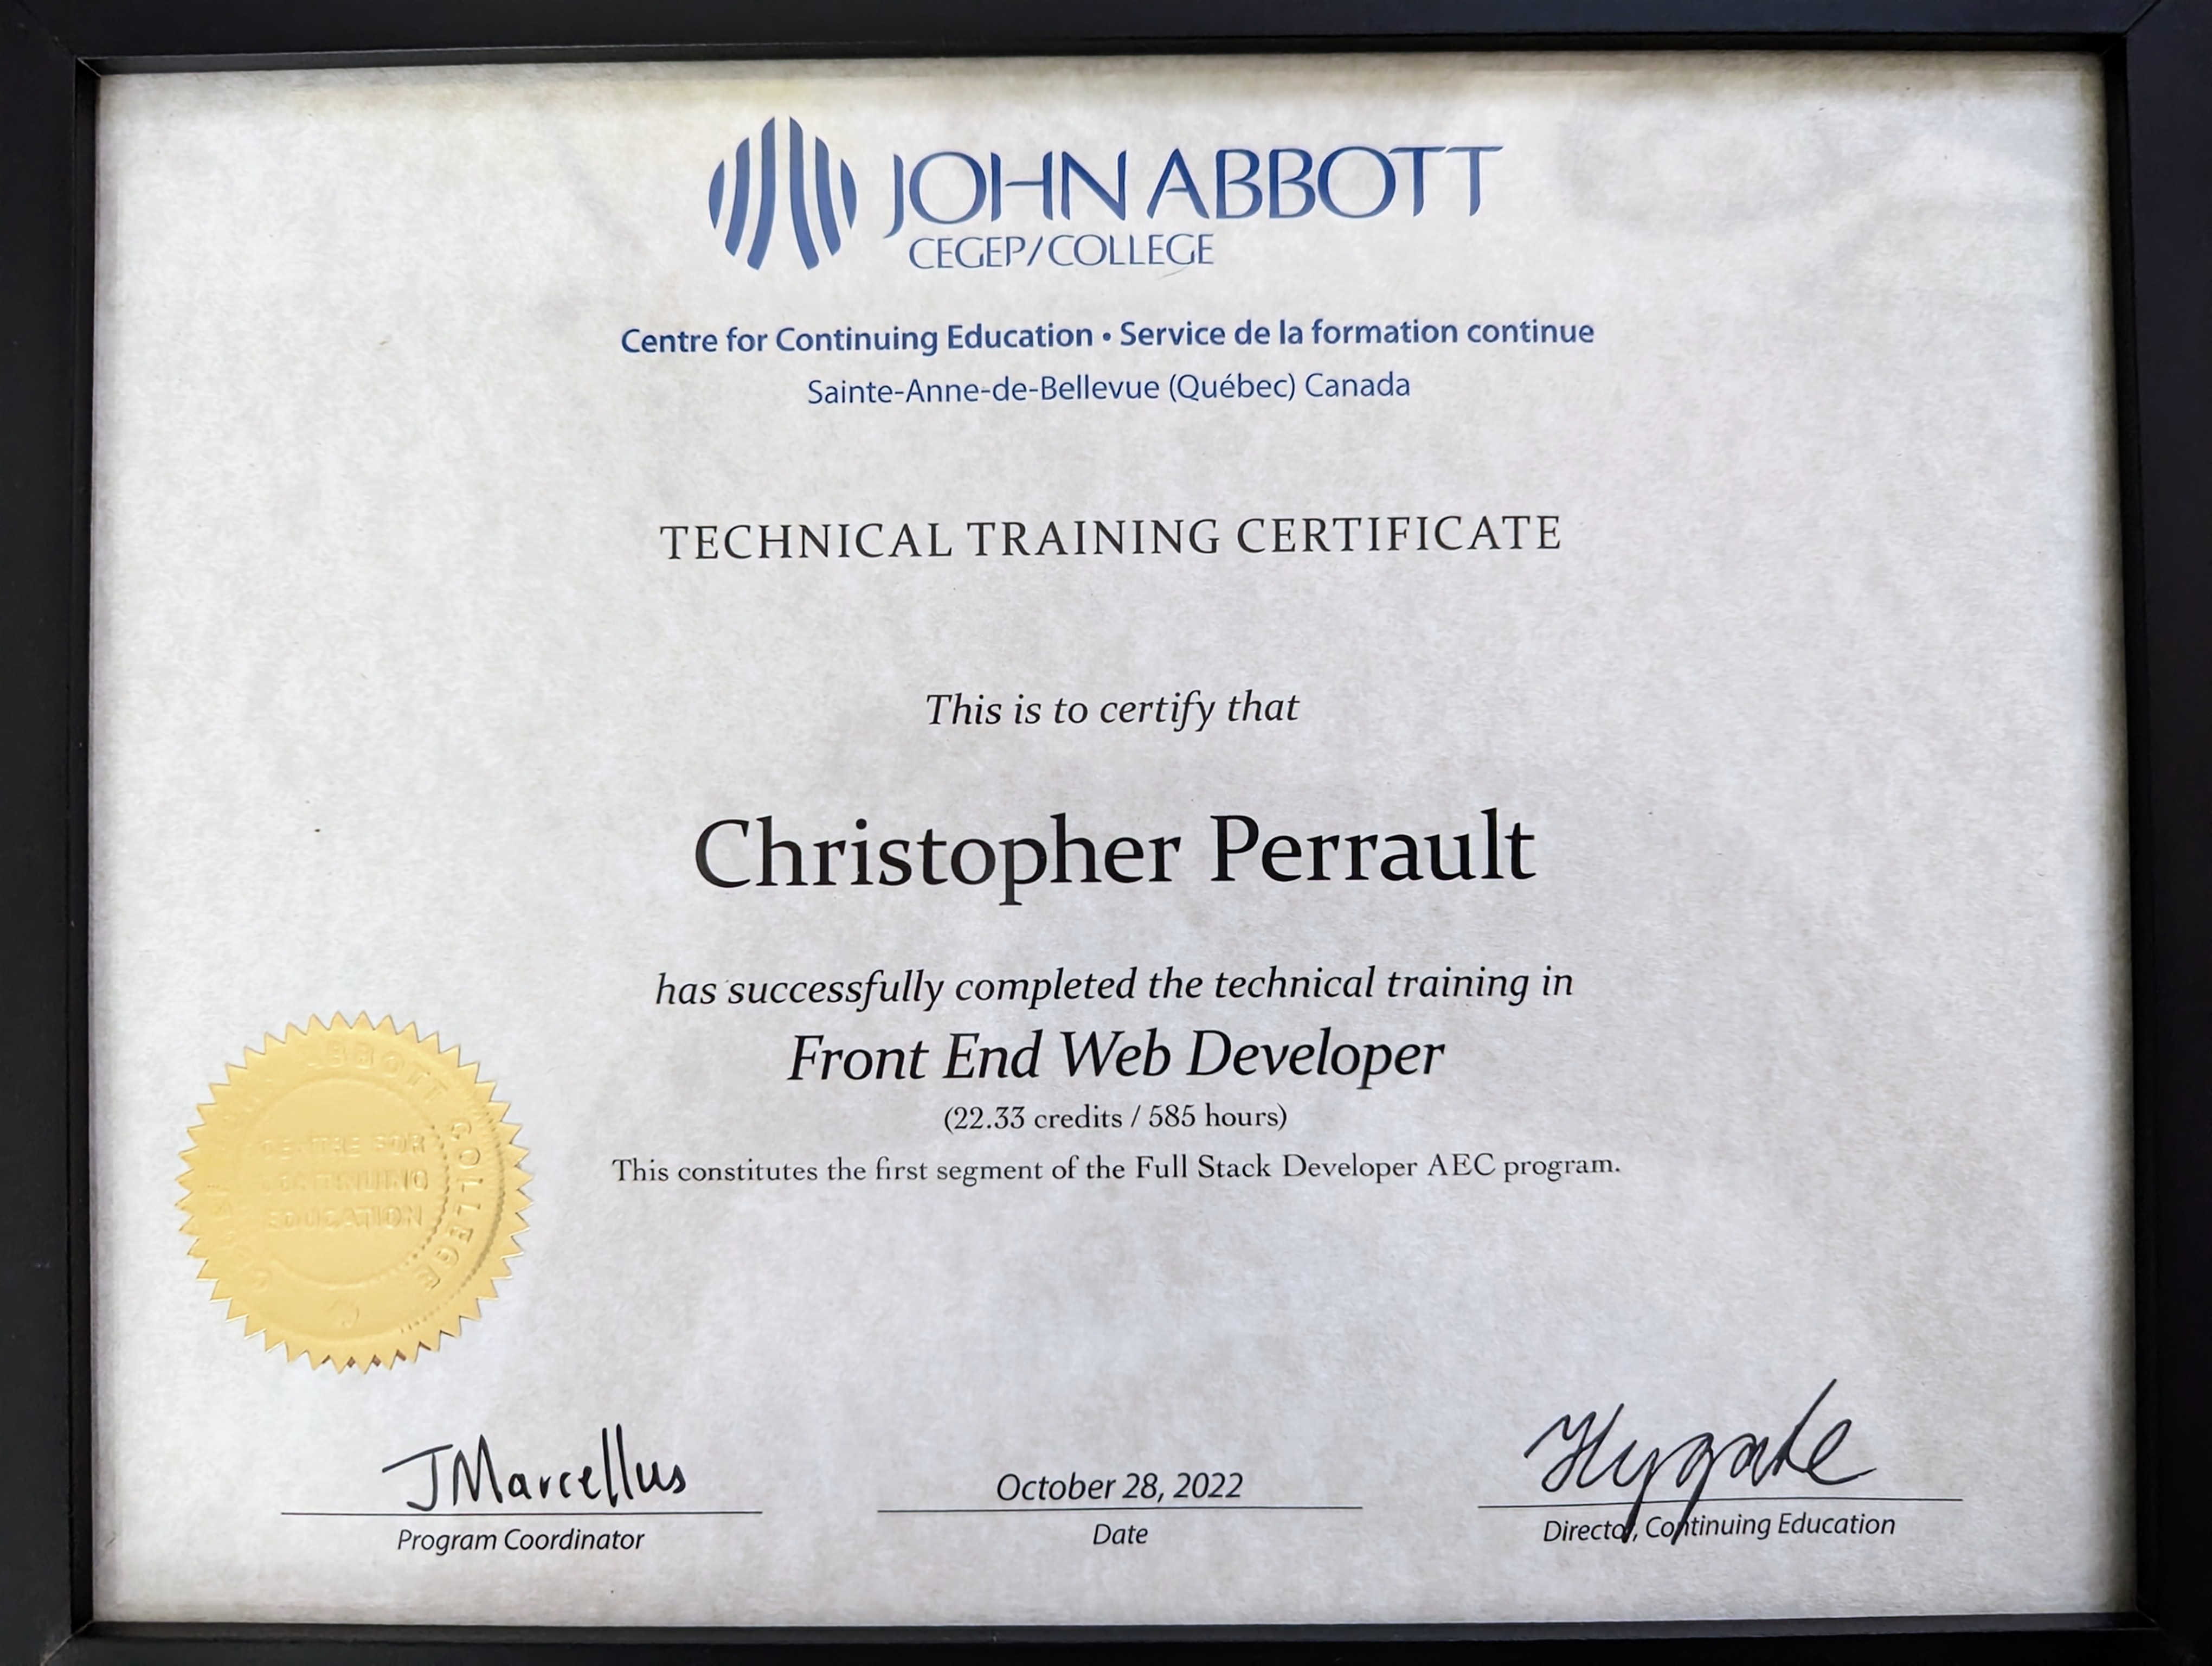 JOHN ABBOTT
CEGEP/COLLEGE
Centre for Continuing Education • Service de la formation continue
Sainte-Anne-de-Bellevue (Québec) Canada
TECHNICAL TRAINING CERTIFICATE
This is to certify that
Christopher Perrault
has successfully completed the technical training in
Front End Web Developer
(22.33 credits / 585 hours)
This constitutes the first segment of the Full Stack Developer AEC program.
ABBOTT COLLEGE
CENTRE FOR
CONTINUING
EDUCATION
JMarcellus
Program Coordinator
October 28, 2022
Date
Director, Continuing Education